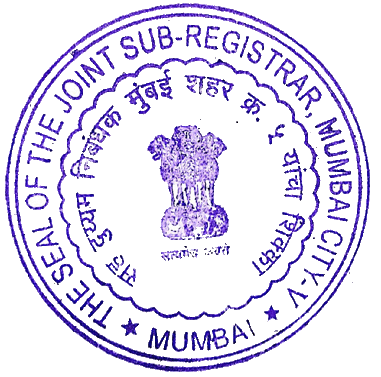 THE SEAL OF THE JOINT SUB-REGISTRAR, MUMBAI CITY-V
★ MUMBAI ★
सह दुय्यम निबंधक मुंबई शहर क्र. ५ यांचा शिक्का
सत्यमेव जयते